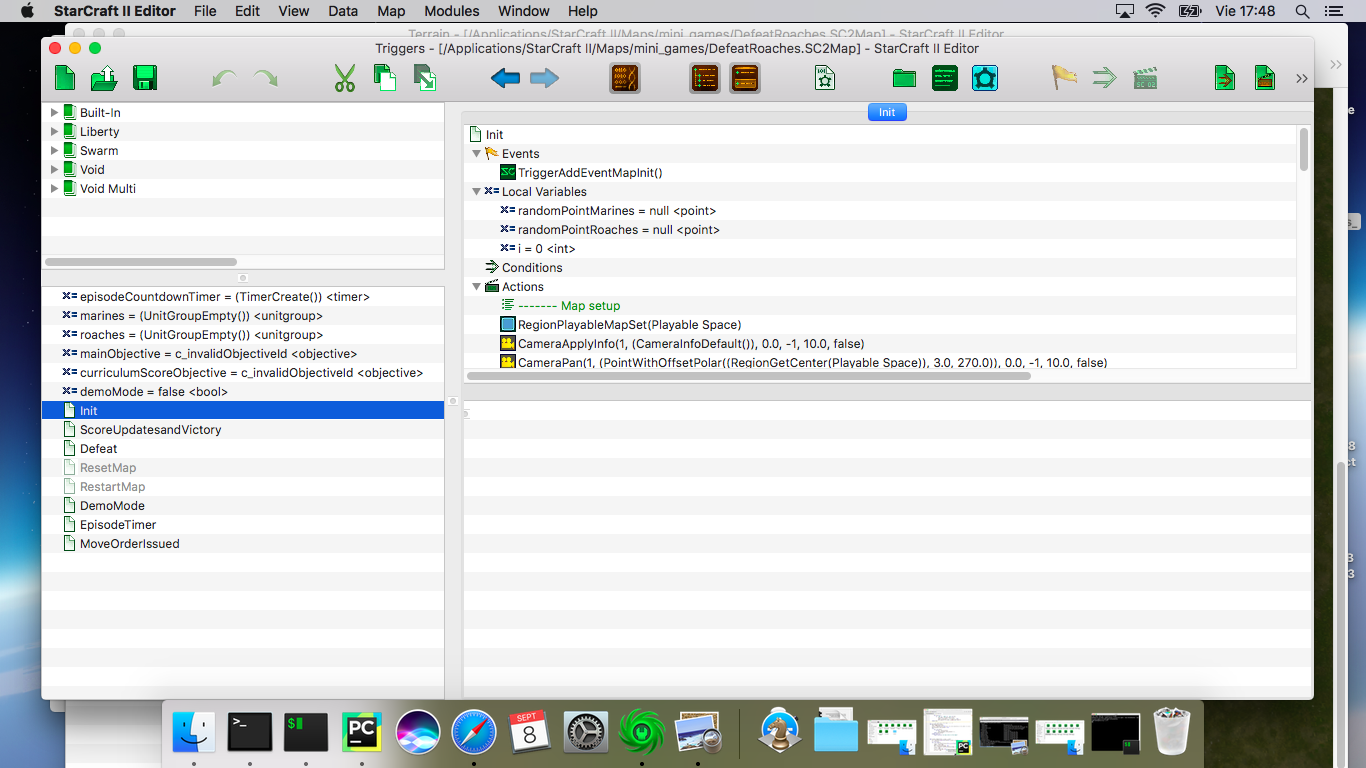 StarCraft II Editor File Edit View Data Map Modules Window Help Vie 17:48
Terrain - [/Applications/StarCraft II/Maps/mini_games/DefeatRoaches.SC2Map] - StarCraft II Editor
Triggers - [/Applications/StarCraft II/Maps/mini_games/DefeatRoaches.SC2Map] - StarCraft II Editor
Built-In
Liberty
Swarm
Void
Void Multi
episodeCountdownTimer = (TimerCreate()) <timer>
marines = (UnitGroupEmpty()) <unitgroup>
roaches = (UnitGroupEmpty()) <unitgroup>
mainObjective = c_invalidObjectiveId <objective>
curriculumScoreObjective = c_invalidObjectiveId <objective>
demoMode = false <bool>
Init
ScoreUpdatesandVictory
Defeat
ResetMap
RestartMap
DemoMode
EpisodeTimer
MoveOrderIssued
Init
Init
Events
TriggerAddEventMapInit()
Local Variables
randomPointMarines = null <point>
randomPointRoaches = null <point>
i = 0 <int>
Conditions
Actions
------- Map setup
RegionPlayableMapSet(Playable Space)
CameraApplyInfo(1, (CameraInfoDefault()), 0.0, -1, 10.0, false)
CameraPan(1, (PointWithOffsetPolar((RegionGetCenter(Playable Space)), 3.0, 270.0)), 0.0, -1, 10.0, false)
PC
SEPT
8